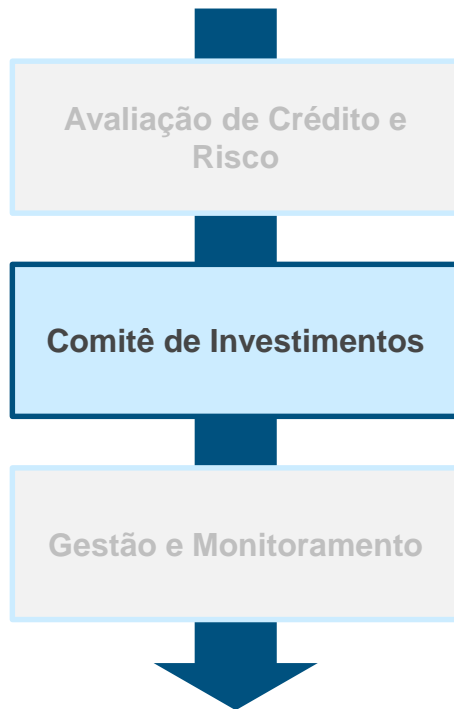 Avaliação de Crédito e
Risco
Comitê de Investimentos
Gestão e Monitoramento